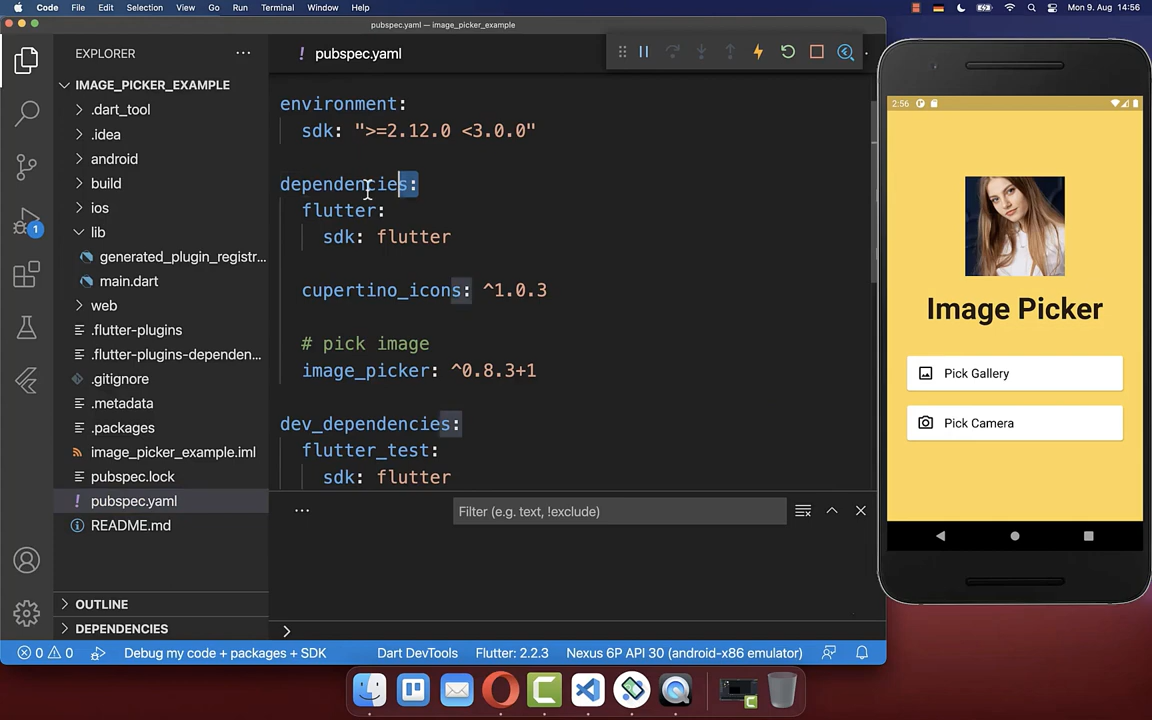 Code File Edit Selection View Go Run Terminal Window Help Mon 9. Aug 14:56
pubspec.yaml — image_picker_example
EXPLORER ...
IMAGE_PICKER_EXAMPLE
.dart_tool
.idea
android
build
ios
lib
generated_plugin_registr...
main.dart
web
.flutter-plugins
.flutter-plugins-dependen...
.gitignore
.metadata
.packages
image_picker_example.iml
pubspec.lock
! pubspec.yaml
README.md
OUTLINE
DEPENDENCIES
1
! pubspec.yaml
environment:
sdk: ">=2.12.0 <3.0.0"
dependencies:
flutter:
sdk: flutter
cupertino_icons: ^1.0.3
# pick image
image_picker: ^0.8.3+1
dev_dependencies:
flutter_test:
sdk: flutter
... Filter (e.g. text, !exclude)
0 0 Debug my code + packages + SDK Dart DevTools Flutter: 2.2.3 Nexus 6P API 30 (android-x86 emulator)
2:56
Image Picker
Pick Gallery
Pick Camera